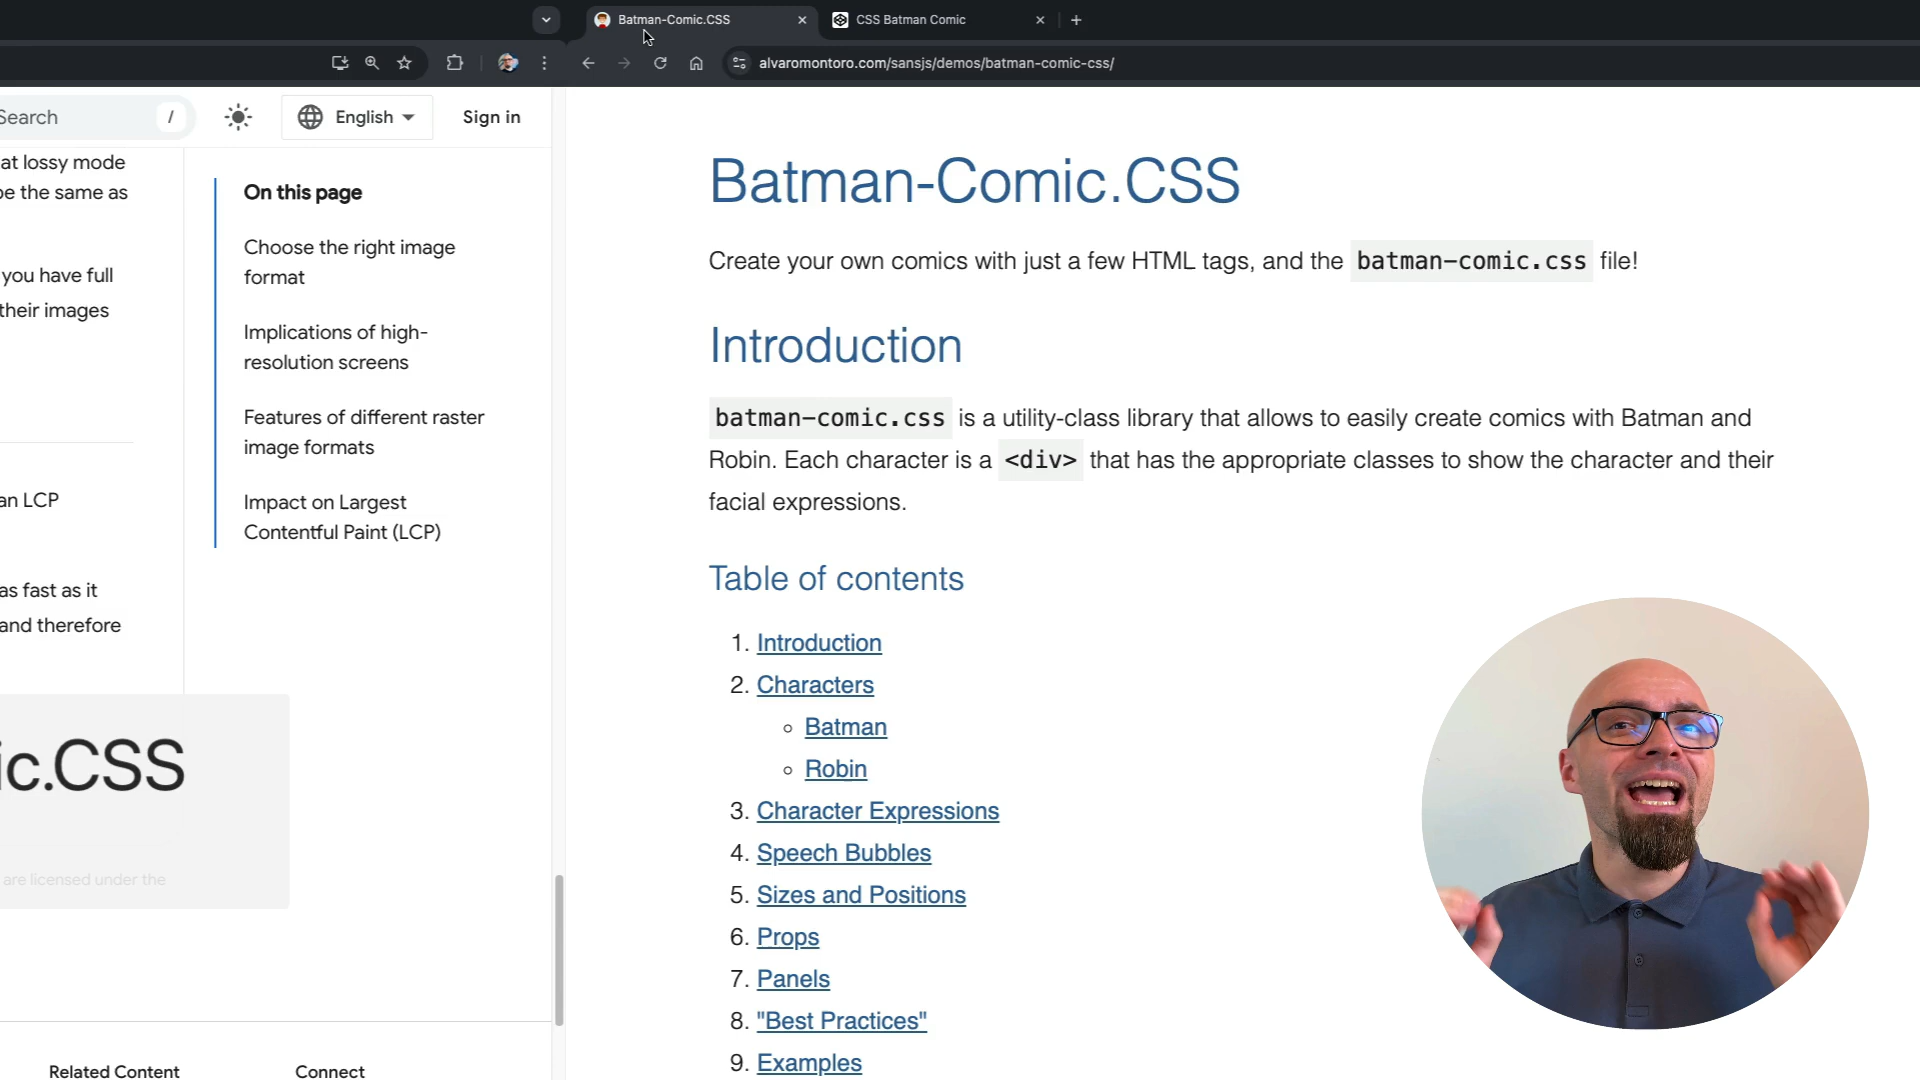 Batman-Comic.CSS
CSS Batman Comic
alvaromontoro.com/sansjs/demos/batman-comic-css/
Search
/
English
Sign in
at lossy mode
be the same as
you have full
their images
an LCP
as fast as it
and therefore
On this page
Choose the right image
format
Implications of high-
resolution screens
Features of different raster
image formats
Impact on Largest
Contentful Paint (LCP)
ic.CSS
are licensed under the
Related Content
Connect
Batman-Comic.CSS
Create your own comics with just a few HTML tags, and the batman-comic.css file!
Introduction
batman-comic.css is a utility-class library that allows to easily create comics with Batman and
Robin. Each character is a <div> that has the appropriate classes to show the character and their
facial expressions.
Table of contents
1. Introduction
2. Characters
Batman
Robin
3. Character Expressions
4. Speech Bubbles
5. Sizes and Positions
6. Props
7. Panels
8. "Best Practices"
9. Examples